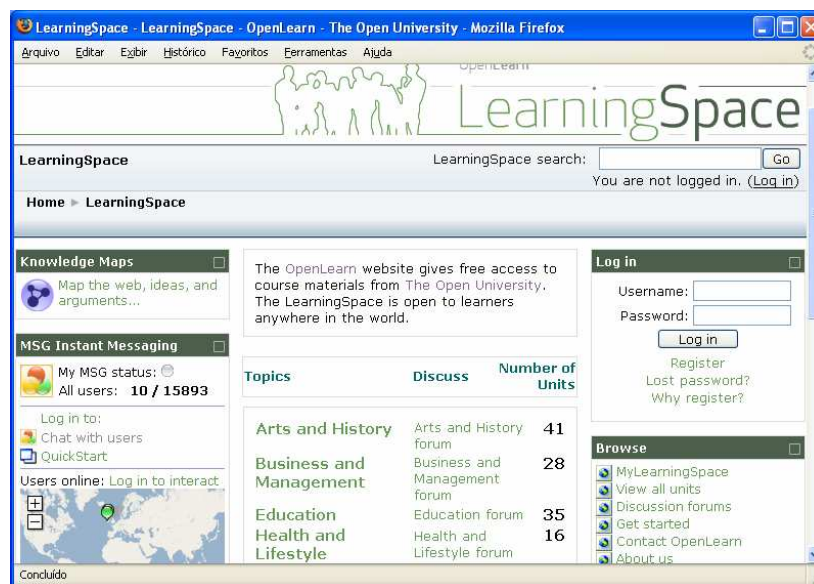 LearningSpace - LearningSpace - OpenLearn - The Open University - Mozilla Firefox
Arquivo Editar Exibir Histórico Favoritos Ferramentas Ajuda
OpenLearn
LearningSpace
LearningSpace
LearningSpace search: Go
You are not logged in. (Log in)
Home ► LearningSpace
Knowledge Maps
Map the web, ideas, and
arguments...
MSG Instant Messaging
My MSG status:
All users: 10 / 15893
Log in to:
Chat with users
QuickStart
Users online: Log in to interact
+
−
The OpenLearn website gives free access to
course materials from The Open University.
The LearningSpace is open to learners
anywhere in the world.
Topics Discuss Number of
Units
Arts and History Arts and History 41
forum
Business and Business and 28
Management Management
forum
Education Education forum 35
Health and Health and 16
Lifestyle Lifestyle forum
Log in
Username:
Password:
Log in
Register
Lost password?
Why register?
Browse
MyLearningSpace
View all units
Discussion forums
Get started
Contact OpenLearn
About us
Concluído